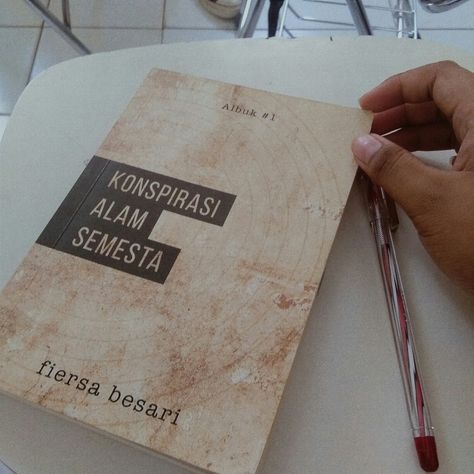 Albuk #1
KONSPIRASI
ALAM
SEMESTA
fiersa besari